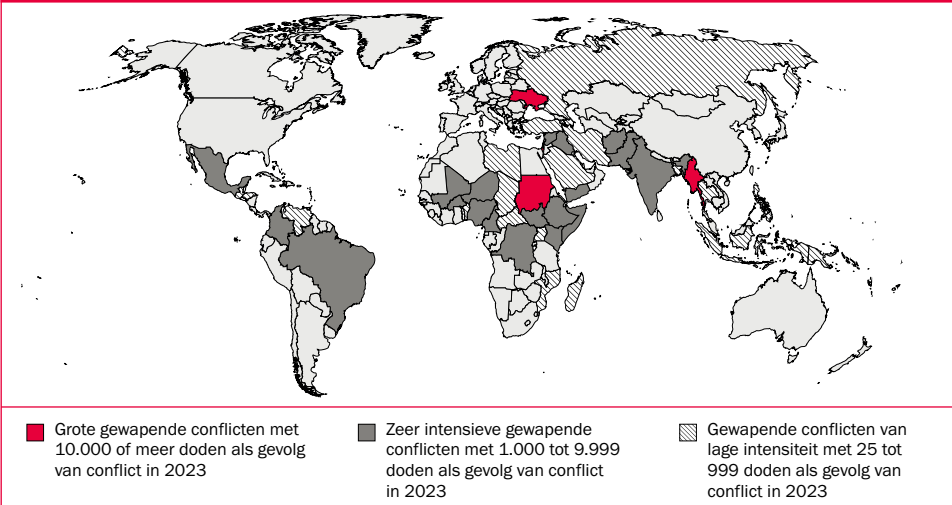 Grote gewapende conflicten met
10.000 of meer doden als gevolg
van conflict in 2023
Zeer intensieve gewapende
conflicten met 1.000 tot 9.999
doden als gevolg van conflict
in 2023
Gewapende conflicten van
lage intensiteit met 25 tot
999 doden als gevolg van
conflict in 2023